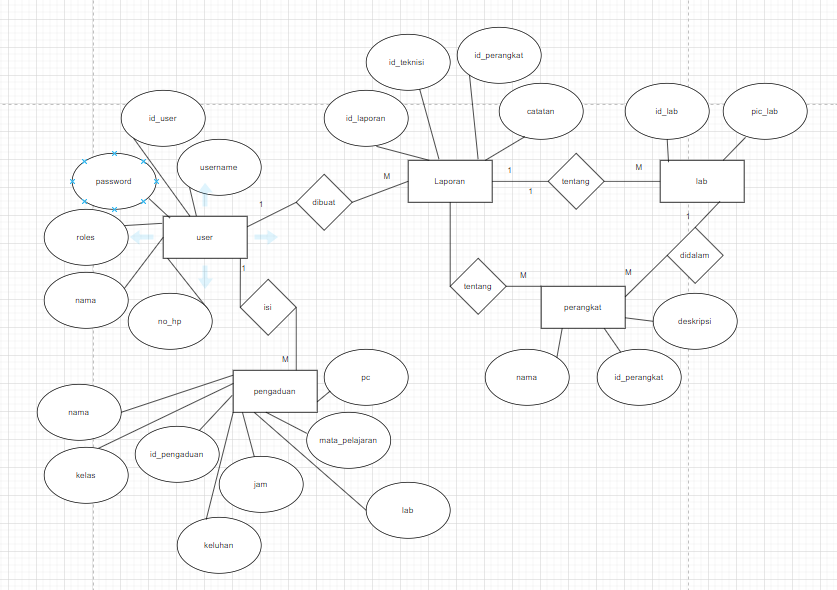 id_teknisi
id_perangkat
id_laporan
catatan
id_user
id_lab
pic_lab
username
password
Laporan
1
1
tentang
M
lab
M
dibuat
1
roles
user
1
didalam
1
tentang
M
M
nama
isi
perangkat
no_hp
deskripsi
M
pengaduan
pc
nama
id_perangkat
nama
mata_pelajaran
id_pengaduan
kelas
jam
lab
keluhan